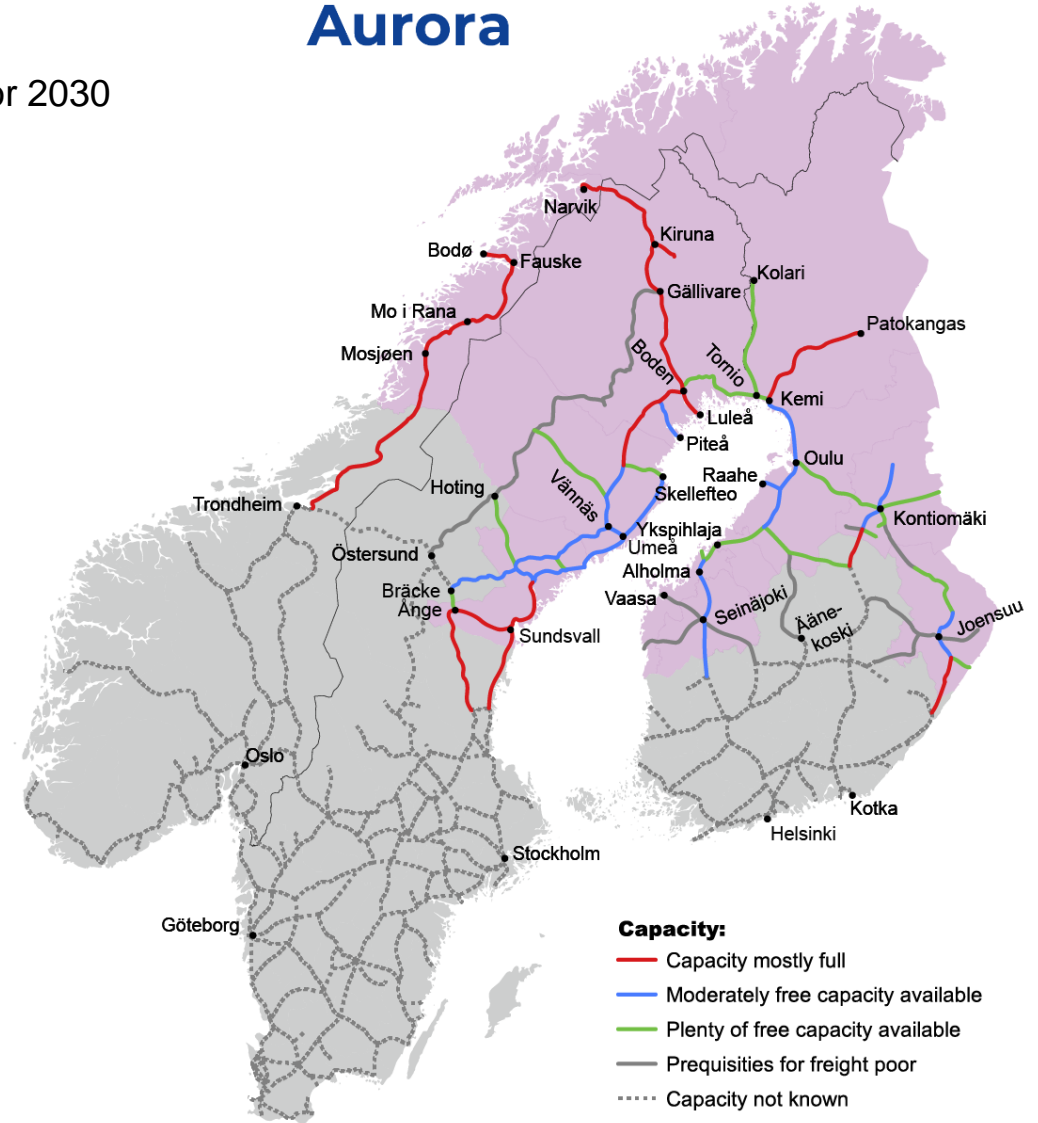 Aurora
or 2030
Narvik
Kiruna
Bodø
Fauske
Kolari
Gällivare
Mo i Rana
Patokangas
Mosjøen
Boden
Tornio
Kemi
Luleå
Piteå
Oulu
Raahe
Hoting
Vännäs
Skellefteo
Trondheim
Kontiomäki
Ykspihlaja
Umeå
Östersund
Alholma
Bräcke
Vaasa
Ånge
Seinäjoki
Ääne-
koski
Joensuu
Sundsvall
Oslo
Kotka
Helsinki
Stockholm
Göteborg
Capacity:
Capacity mostly full
Moderately free capacity available
Plenty of free capacity available
Prequisities for freight poor
Capacity not known